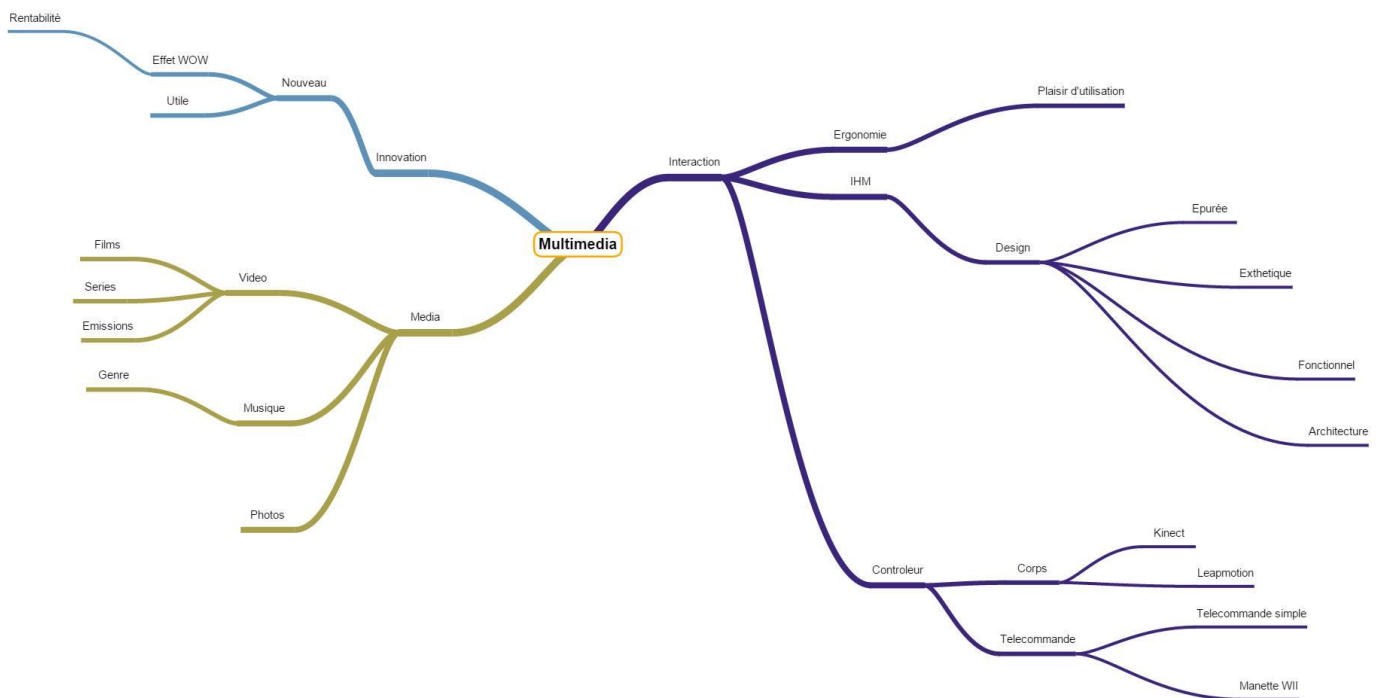 Rentabilité
Effet WOW
Utile
Nouveau
Innovation
Films
Series
Emissions
Video
Genre
Musique
Photos
Media
Multimedia
Interaction
Ergonomie
Plaisir d'utilisation
IHM
Design
Epurée
Exthetique
Fonctionnel
Architecture
Controleur
Corps
Kinect
Leapmotion
Telecommande
Telecommande simple
Manette WII